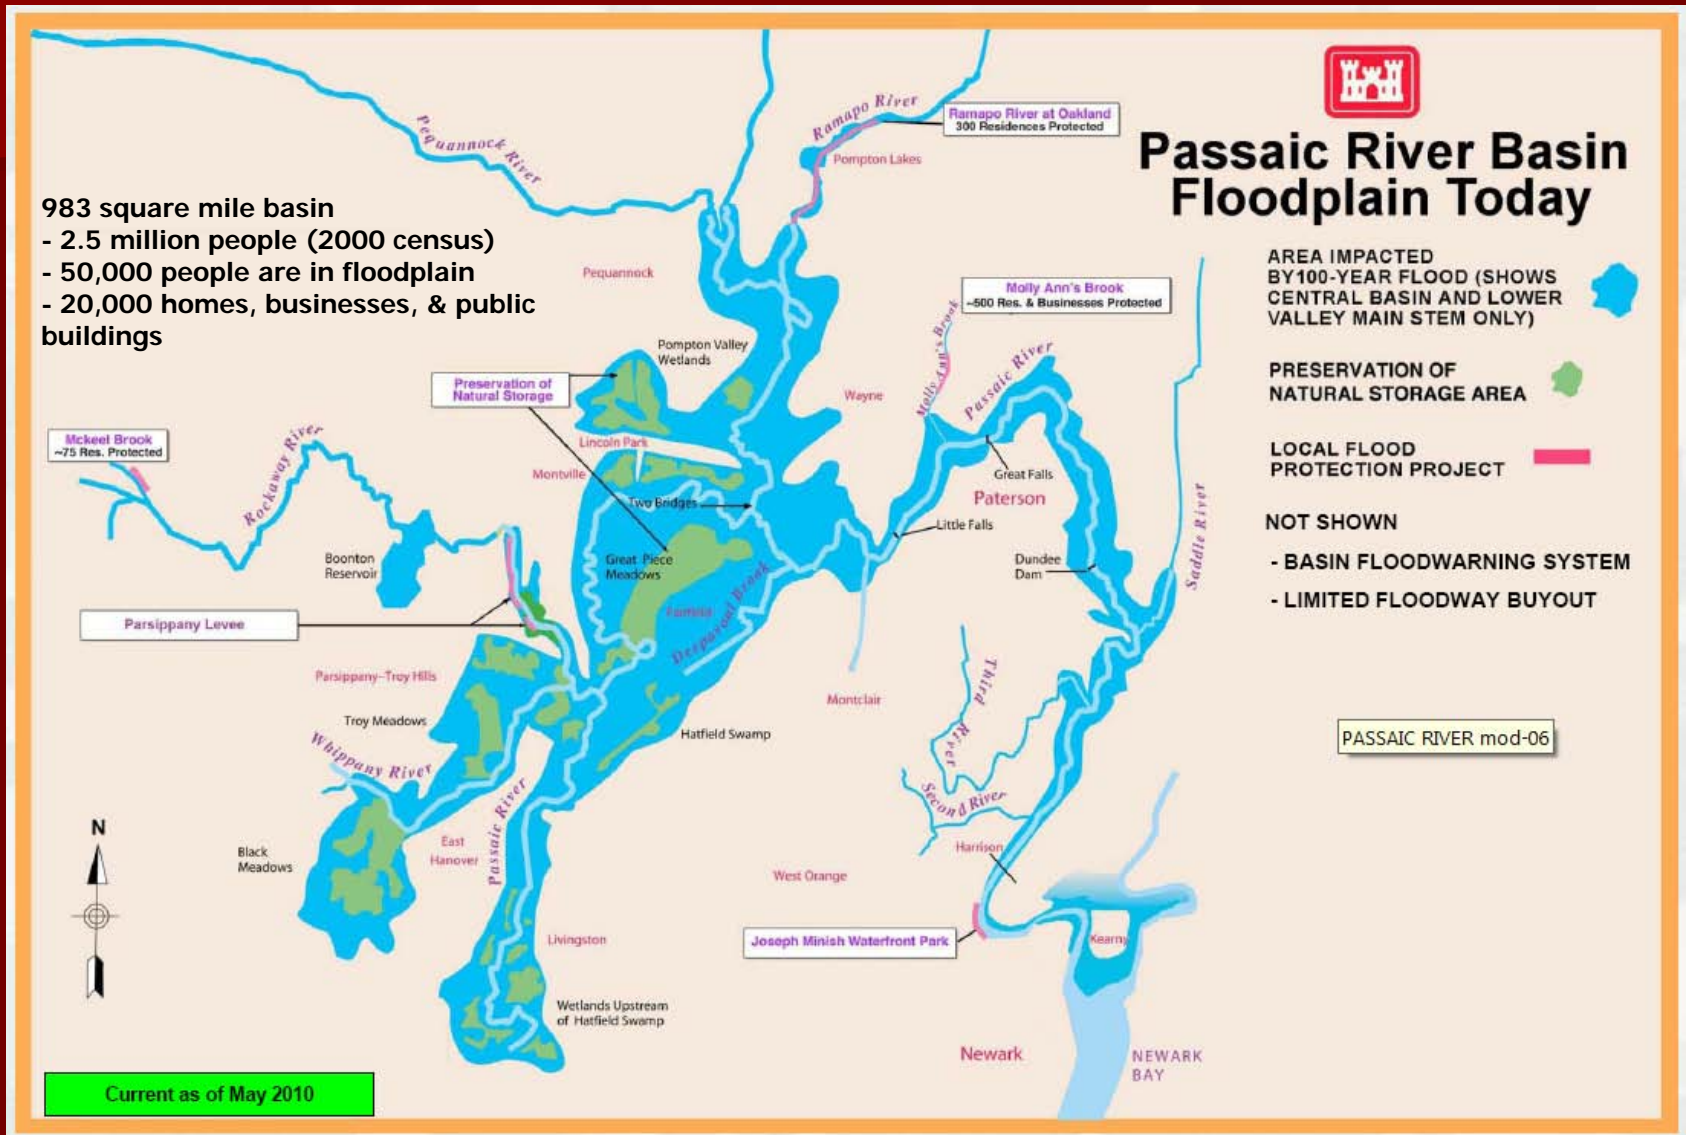 Passaic River Basin
Floodplain Today
983 square mile basin
- 2.5 million people (2000 census)
- 50,000 people are in floodplain
- 20,000 homes, businesses, & public
buildings
Pequannock River
Ramapo River
Ramapo River at Oakland
300 Residences Protected
Pompton Lakes
Pequannock
Molly Ann's Brook
~500 Res. & Businesses Protected
Molly Ann's Brook
Passaic River
Pompton Valley
Wetlands
Preservation of
Natural Storage
Wayne
Lincoln Park
Montville
Mckeel Brook
~75 Res. Protected
Rockaway River
Two Bridges
Great Falls
Paterson
Little Falls
Boonton
Reservoir
Great Piece
Meadows
Fairfield
Deepavaal Brook
Dundee
Dam
Saddle River
Parsippany Levee
Parsippany-Troy Hills
Troy Meadows
Whippany River
Hatfield Swamp
Montclair
Third River
Second River
Passaic River
East
Hanover
Black
Meadows
Harrison
West Orange
Livingston
Joseph Minish Waterfront Park
Kearny
Wetlands Upstream
of Hatfield Swamp
Newark
NEWARK
BAY
N
Current as of May 2010
AREA IMPACTED
BY100-YEAR FLOOD (SHOWS
CENTRAL BASIN AND LOWER
VALLEY MAIN STEM ONLY)
PRESERVATION OF
NATURAL STORAGE AREA
LOCAL FLOOD
PROTECTION PROJECT
NOT SHOWN
- BASIN FLOODWARNING SYSTEM
- LIMITED FLOODWAY BUYOUT
PASSAIC RIVER mod-06